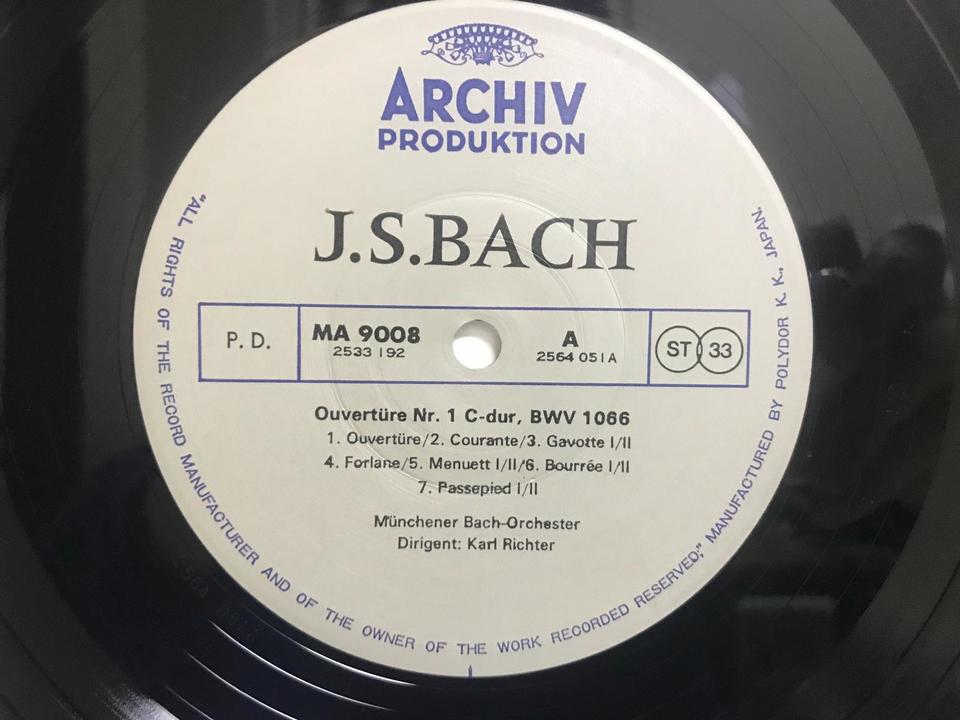 ARCHIV
PRODUKTION
J.S.BACH
P. D.
MA 9008
2533 192
A
2564 051A
ST 33
Ouvertüre Nr. 1 C-dur, BWV 1066
1. Ouvertüre/2. Courante/3. Gavotte I/II
4. Forlane/5. Menuett I/II/6. Bourrée I/II
7. Passepied I/II
Münchener Bach-Orchester
Dirigent: Karl Richter
"ALL RIGHTS OF THE RECORD MANUFACTURER AND OF THE OWNER OF THE WORK RECORDED RESERVED;" MANUFACTURED BY POLYDOR K. K., JAPAN.